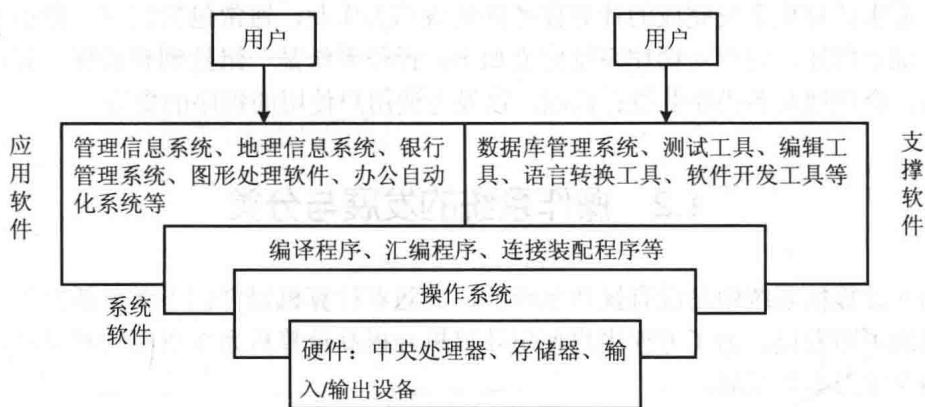 用户
用户
应用软件
管理信息系统、地理信息系统、银行
管理系统、图形处理软件、办公自动
化系统等
数据库管理系统、测试工具、编辑工
具、语言转换工具、软件开发工具等
支撑软件
编译程序、汇编程序、连接装配程序等
系统
软件
操作系统
硬件：中央处理器、存储器、输
入/输出设备